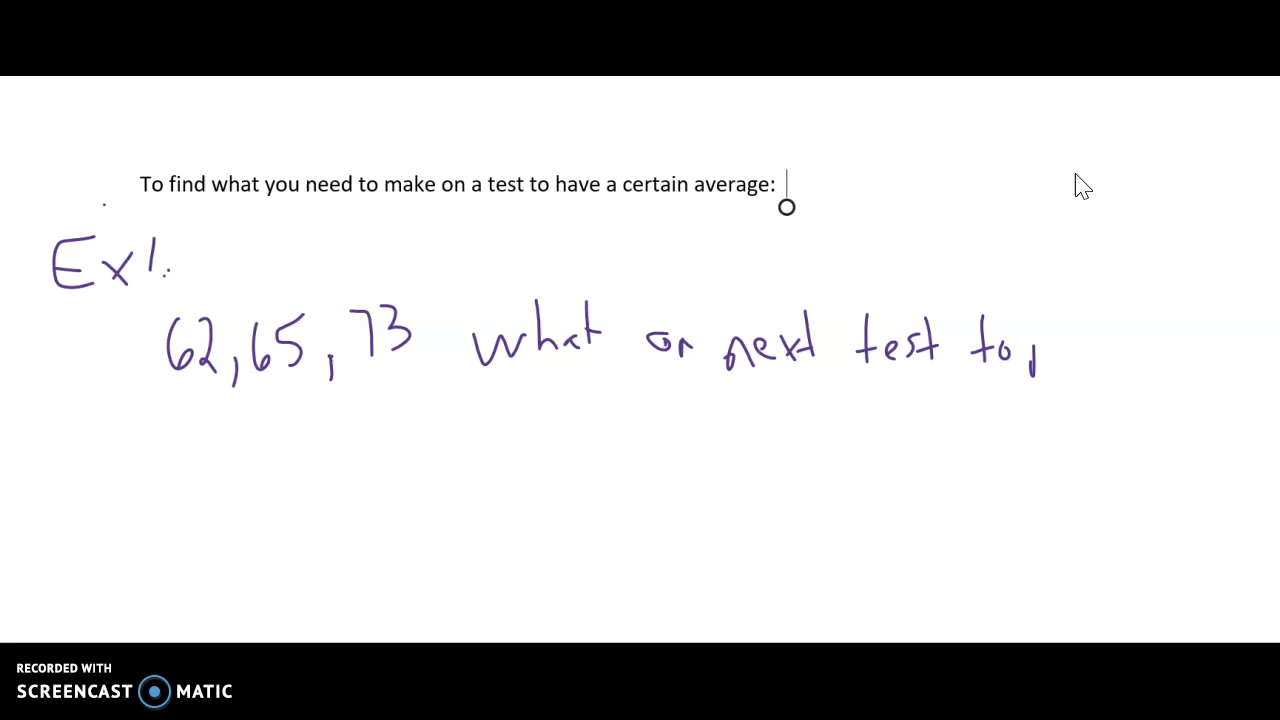 To find what you need to make on a test to have a certain average:
Ex1.
62, 65, 73 what on next test to
RECORDED WITH
SCREENCAST MATIC